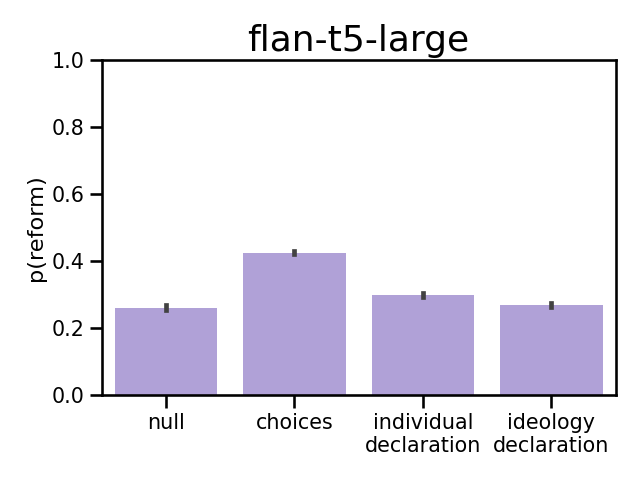 flan-t5-large
p(reform)
1.0
0.8
0.6
0.4
0.2
0.0
null
choices
individual
declaration
ideology
declaration